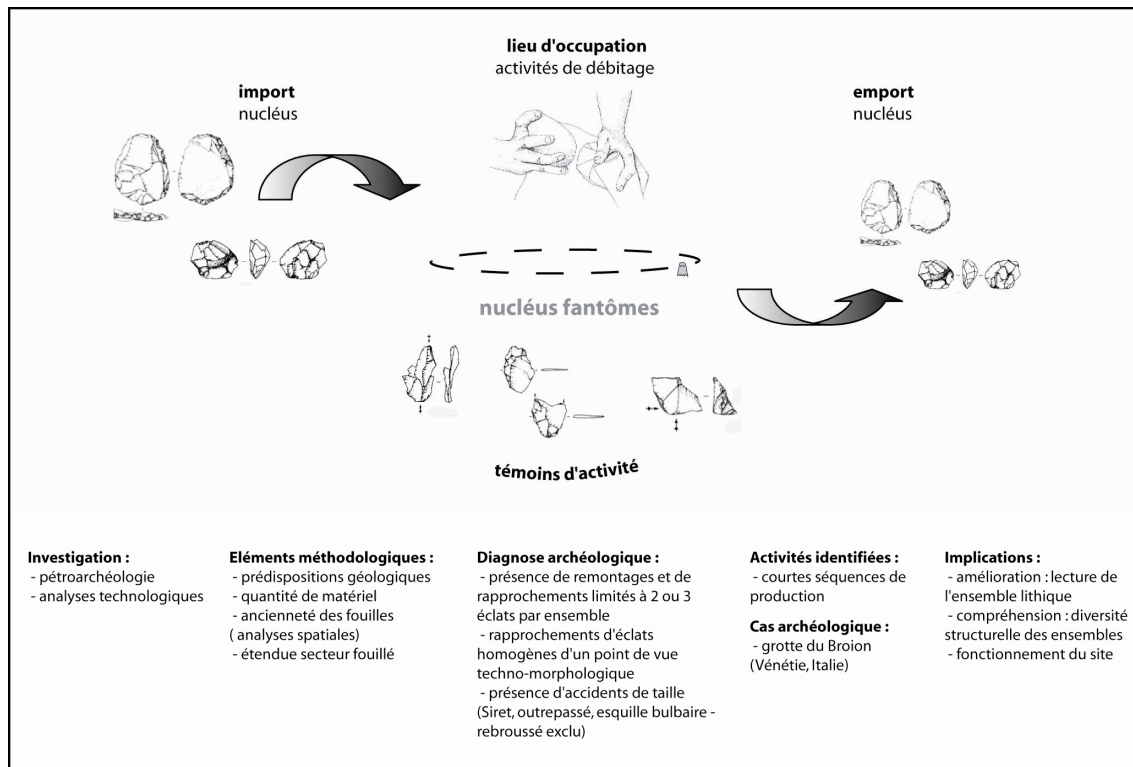 lieu d'occupation
activités de débitage
import
nucléus
emport
nucléus
nucléus fantômes
témoins d'activité
Investigation :
- pétroarchéologie
- analyses technologiques
Eléments méthodologiques :
- prédispositions géologiques
- quantité de matériel
- ancienneté des fouilles
( analyses spatiales)
- étendue secteur fouillé
Diagnose archéologique :
- présence de remontages et de
rapprochements limités à 2 ou 3
éclats par ensemble
- rapprochements d'éclats
homogènes d'un point de vue
techno-morphologique
- présence d'accidents de taille
(Siret, outrepassé, esquille bulbaire -
rebroussé exclu)
Activités identifiées :
- courtes séquences de
production
Cas archéologique :
- grotte du Broion
(Vénétie, Italie)
Implications :
- amélioration : lecture de
l'ensemble lithique
- compréhension : diversité
structurelle des ensembles
- fonctionnement du site